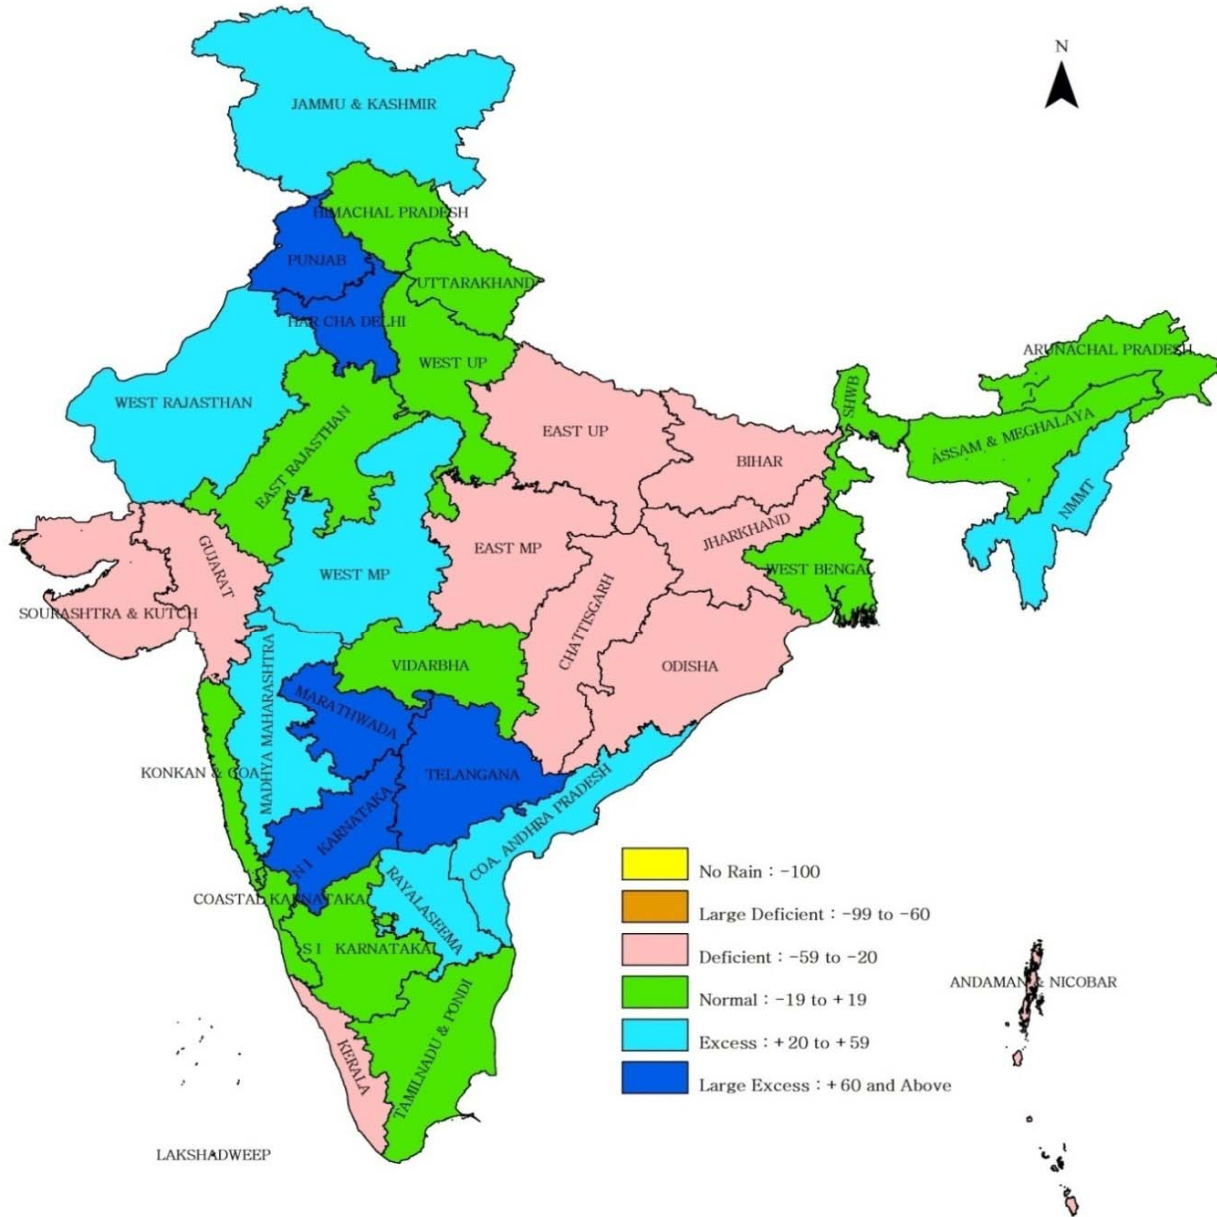 N
JAMMU & KASHMIR
HIMACHAL PRADESH
PUNJAB
UTTARAKHAND
HAR CHA DELHI
WEST UP
ARUNACHAL PRADESH
WEST RAJASTHAN
SHWB
EAST RAJASTHAN
EAST UP
ASSAM & MEGHALAYA
BIHAR
NMMT
JHARKHAND
GUJARAT
EAST MP
WEST MP
WEST BENGAL
SOURASHTRA & KUTCH
CHATTISGARH
VIDARBHA
ODISHA
MADHYA MAHARASHTRA
MARATHWADA
KONKAN & GOA
TELANGANA
COA. ANDHRA PRADESH
N I KARNATAKA
RAYALASEEMA
COASTAL KARNATAKA
S I KARNATAKA
TAMILNADU & PONDI
KERALA
ANDAMAN & NICOBAR
LAKSHADWEEP
No Rain : -100
Large Deficient : -99 to -60
Deficient : -59 to -20
Normal : -19 to +19
Excess : +20 to +59
Large Excess : +60 and Above